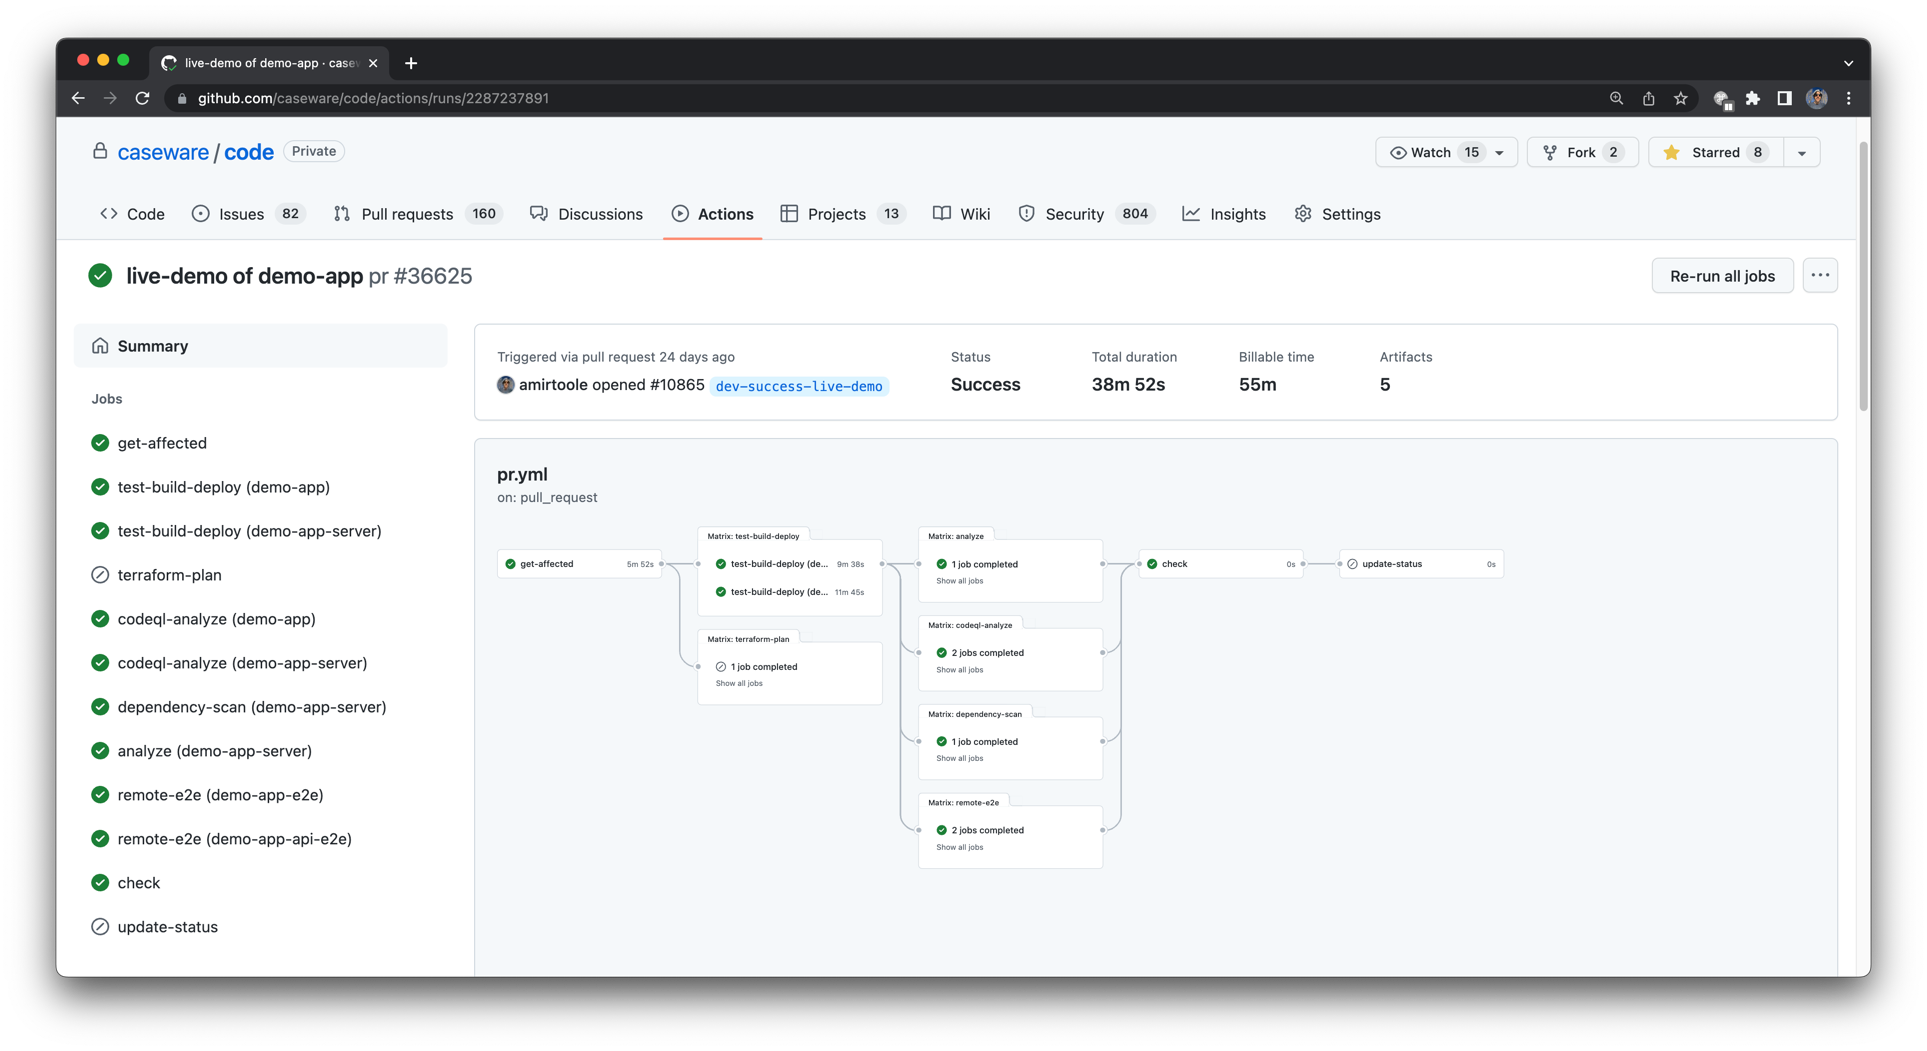 live-demo of demo-app · casew
github.com/caseware/code/actions/runs/2287237891
caseware / code Private
Watch 15
Fork 2
Starred 8
Code
Issues 82
Pull requests 160
Discussions
Actions
Projects 13
Wiki
Security 804
Insights
Settings
live-demo of demo-app pr #36625
Re-run all jobs
Summary
Jobs
get-affected
test-build-deploy (demo-app)
test-build-deploy (demo-app-server)
terraform-plan
codeql-analyze (demo-app)
codeql-analyze (demo-app-server)
dependency-scan (demo-app-server)
analyze (demo-app-server)
remote-e2e (demo-app-e2e)
remote-e2e (demo-app-api-e2e)
check
update-status
Triggered via pull request 24 days ago
amirtoole opened #10865 dev-success-live-demo
Status
Success
Total duration
38m 52s
Billable time
55m
Artifacts
5
pr.yml
on: pull_request
get-affected 5m 52s
Matrix: test-build-deploy
test-build-deploy (de... 9m 38s
test-build-deploy (de... 11m 45s
Matrix: terraform-plan
1 job completed
Show all jobs
Matrix: analyze
1 job completed
Show all jobs
Matrix: codeql-analyze
2 jobs completed
Show all jobs
Matrix: dependency-scan
1 job completed
Show all jobs
Matrix: remote-e2e
2 jobs completed
Show all jobs
check 0s
update-status 0s